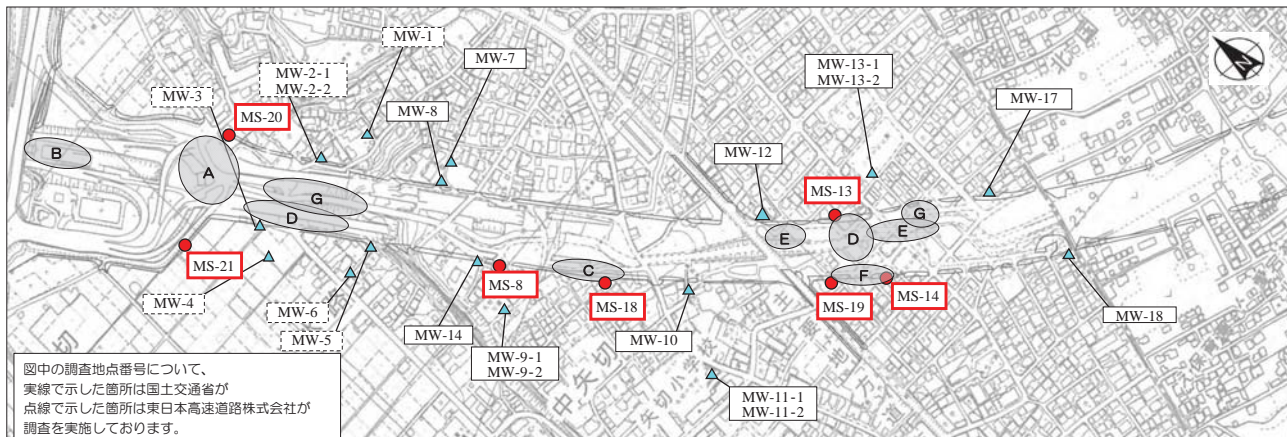 MW-1
MW-7
MW-2-1
MW-2-2
MW-3
MS-20
MW-8
MW-13-1
MW-13-2
MW-17
MW-12
MS-13
N
B
A
G
D
E
D
E
G
C
F
MS-21
MS-8
MS-18
MS-19
MS-14
MW-4
MW-6
MW-5
MW-14
MW-9-1
MW-9-2
MW-10
MW-11-1
MW-11-2
MW-18
中矢切
図中の調査地点番号について、
実線で示した箇所は国土交通省が
点線で示した箇所は東日本高速道路株式会社が
調査を実施しております。